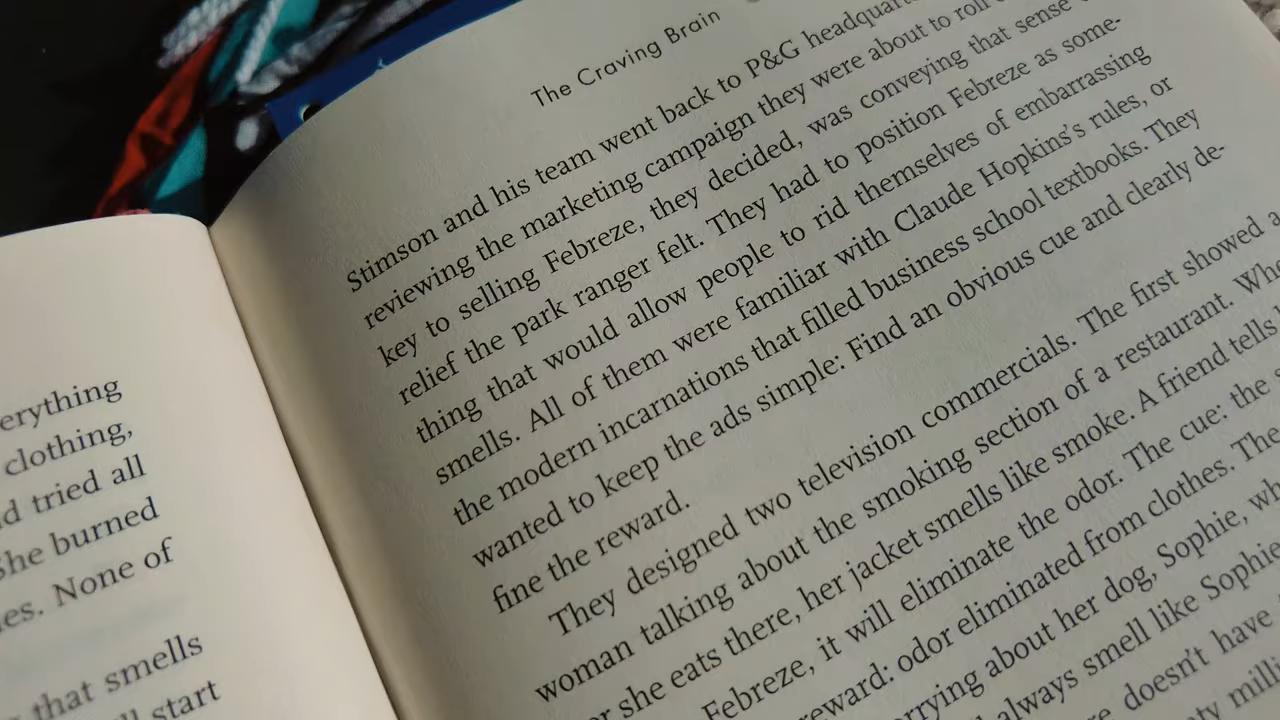 erything
clothing,
d tried all
She burned
None of
that smells
start
The Craving Brain
Stimson and his team went back to P&G
reviewing the marketing campaign they were about to roll
key to selling Febreze, they decided, was conveying that sense
relief the park ranger felt. They had to position Febreze as some-
thing that would allow people to rid themselves of embarrassing
smells. All of them were familiar with Claude Hopkins's rules, or
the modern incarnations that filled business school textbooks. They
wanted to keep the ads simple: Find an obvious cue and clearly de-
fine the reward.
They designed two television commercials. The first showed a
woman talking about the smoking section of a restaurant.
she eats there, her jacket smells like smoke. A friend tells
Febreze, it will eliminate the odor. The cue: the
reward: odor eliminated from clothes. The
about her dog, Sophie,
always smell like Sophie
doesn't have